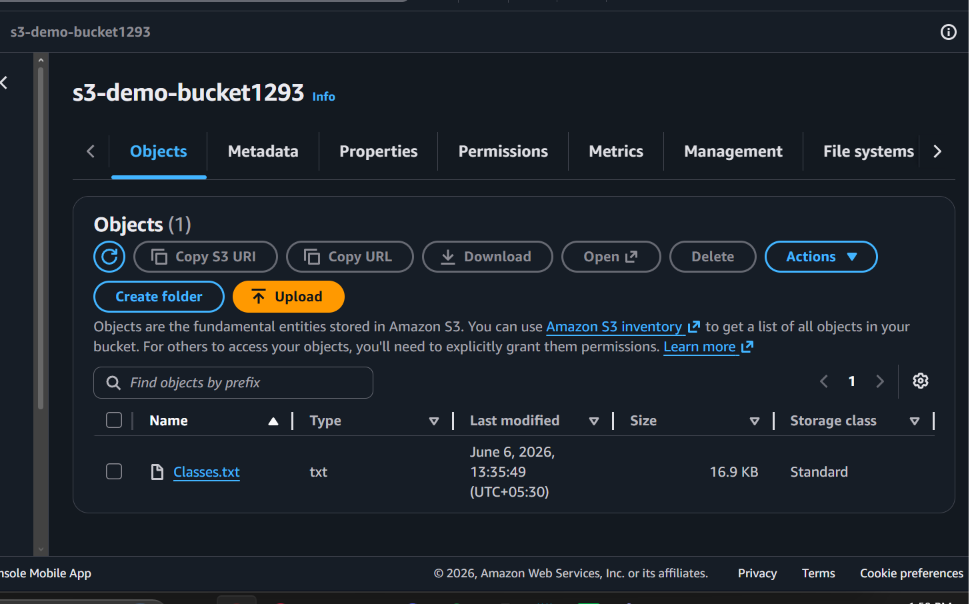 s3-demo-bucket1293
s3-demo-bucket1293 Info
Objects Metadata Properties Permissions Metrics Management File systems
Objects (1)
Copy S3 URI Copy URL Download Open Delete Actions
Create folder Upload
Objects are the fundamental entities stored in Amazon S3. You can use Amazon S3 inventory to get a list of all objects in your
bucket. For others to access your objects, you'll need to explicitly grant them permissions. Learn more
Find objects by prefix 1
Name Type Last modified Size Storage class
June 6, 2026,
Classes.txt txt 13:35:49 16.9 KB Standard
(UTC+05:30)
nsole Mobile App © 2026, Amazon Web Services, Inc. or its affiliates. Privacy Terms Cookie preferences